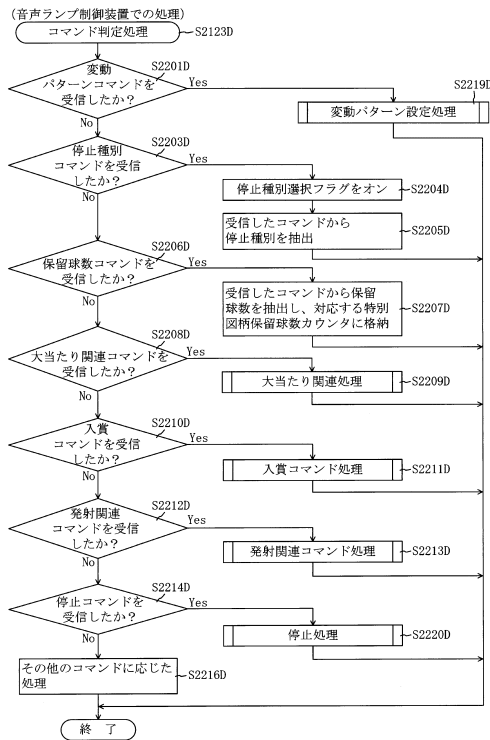 (音声ランプ制御装置での処理)
コマンド判定処理
S2123D
変動
パターンコマンドを
受信したか?
S2201D
Yes
No
変動パターン設定処理
S2219D
停止種別
コマンドを受信
したか?
S2203D
Yes
No
停止種別選択フラグをオン
S2204D
受信したコマンドから
停止種別を抽出
S2205D
保留球数コマンドを
受信したか?
S2206D
Yes
No
受信したコマンドから保留
球数を抽出し、対応する特別
図柄保留球数カウンタに格納
S2207D
大当たり関連コマンドを
受信したか?
S2208D
Yes
No
大当たり関連処理
S2209D
入賞
コマンドを受信
したか?
S2210D
Yes
No
入賞コマンド処理
S2211D
発射関連
コマンドを受信
したか?
S2212D
Yes
No
発射関連コマンド処理
S2213D
停止コマンドを
受信したか?
S2214D
Yes
No
停止処理
S2220D
その他のコマンドに応じた
処理
S2216D
終 了